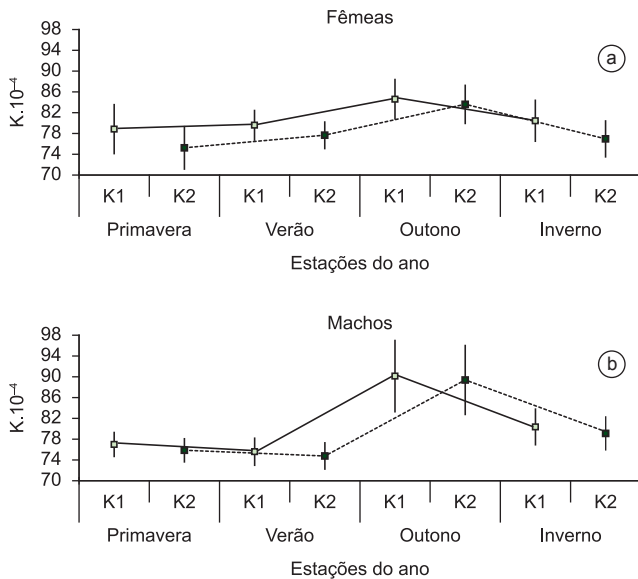 Fêmeas
98
94
90
86
82
78
74
70
K.10⁻⁴
a
K1 K2 K1 K2 K1 K2 K1 K2
Primavera Verão Outono Inverno
Estações do ano
Machos
98
94
90
86
82
78
74
70
K.10⁻⁴
b
K1 K2 K1 K2 K1 K2 K1 K2
Primavera Verão Outono Inverno
Estações do ano